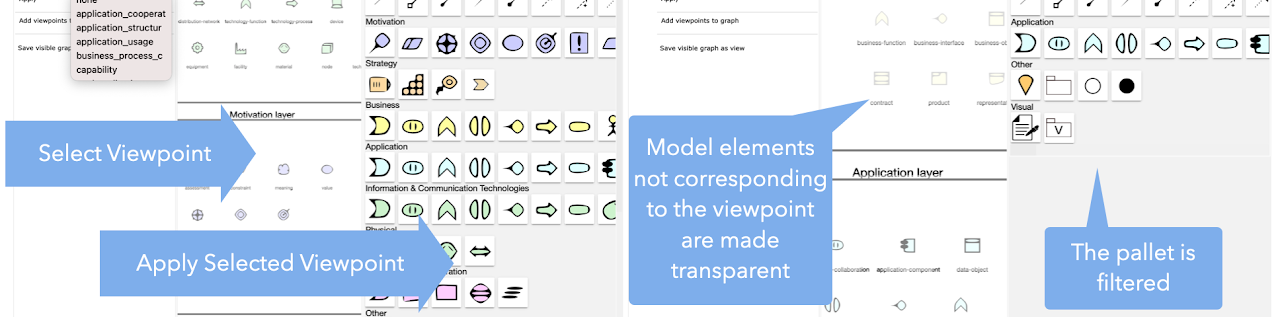 none
application_cooperat
application_structur
application_usage
business_process_c
capability
Add viewpoints t
Save visible grap
distribution-network
technology-function
technology-process
device
equipment
facility
material
node
Motivation layer
constraint
meaning
value
Motivation
Strategy
Business
Application
Information & Communication Technologies
Other
Select Viewpoint
Apply Selected Viewpoint
Add viewpoints to graph
Save visible graph as view
business-function
business-interface
business-ob
contract
product
representat
Application layer
-collaboration
application-component
data-object
Model elements
not corresponding
to the viewpoint
are made
transparent
Application
Other
Visual
V
The pallet is
filtered